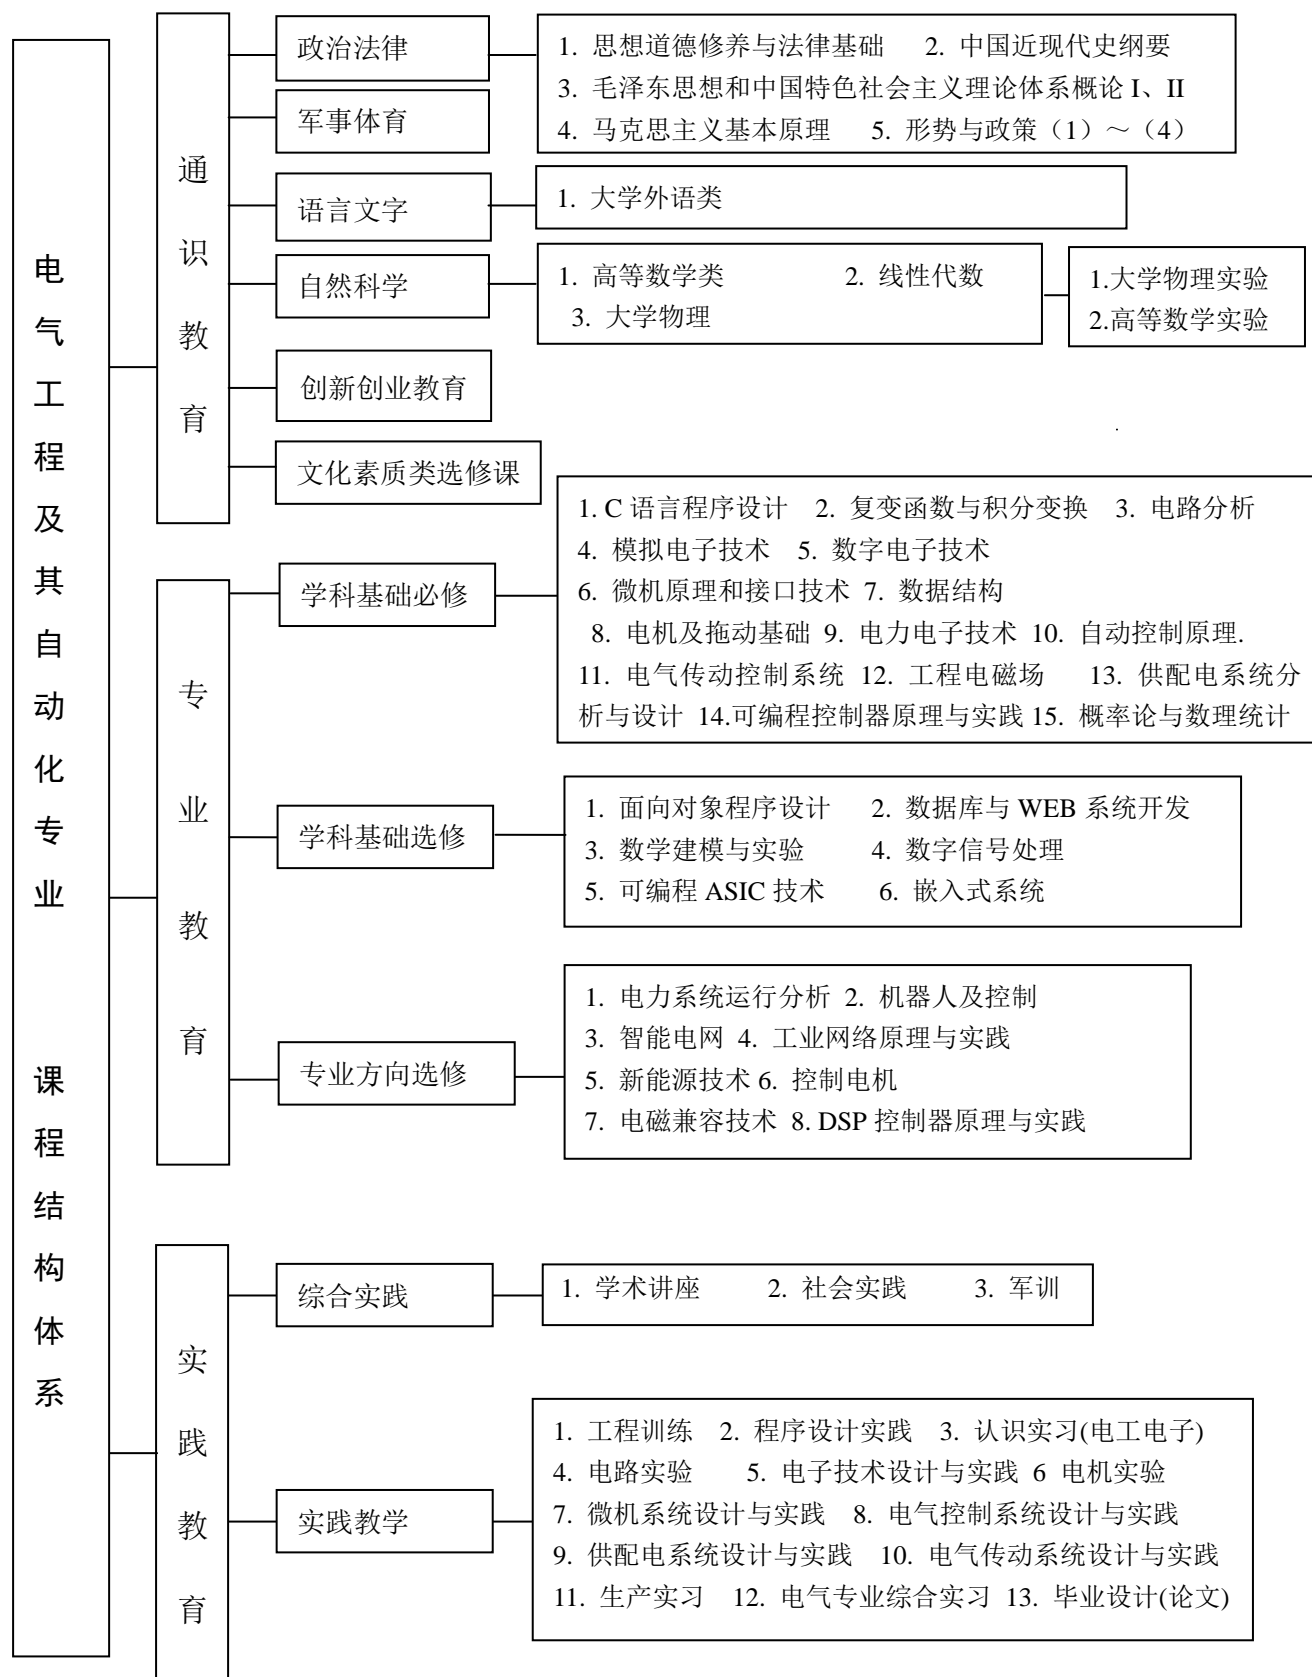 电气工程及其自动化专业 课程结构体系
通识教育
政治法律
1. 思想道德修养与法律基础 2. 中国近现代史纲要
3. 毛泽东思想和中国特色社会主义理论体系概论 I、II
4. 马克思主义基本原理 5. 形势与政策（1）～（4）
军事体育
语言文字
1. 大学外语类
自然科学
1. 高等数学类 2. 线性代数
3. 大学物理
1.大学物理实验
2.高等数学实验
创新创业教育
文化素质类选修课
专业教育
学科基础必修
1. C 语言程序设计 2. 复变函数与积分变换 3. 电路分析
4. 模拟电子技术 5. 数字电子技术
6. 微机原理和接口技术 7. 数据结构
8. 电机及拖动基础 9. 电力电子技术 10. 自动控制原理.
11. 电气传动控制系统 12. 工程电磁场 13. 供配电系统分
析与设计 14.可编程控制器原理与实践 15. 概率论与数理统计
学科基础选修
1. 面向对象程序设计 2. 数据库与 WEB 系统开发
3. 数学建模与实验 4. 数字信号处理
5. 可编程 ASIC 技术 6. 嵌入式系统
专业方向选修
1. 电力系统运行分析 2. 机器人及控制
3. 智能电网 4. 工业网络原理与实践
5. 新能源技术 6. 控制电机
7. 电磁兼容技术 8. DSP 控制器原理与实践
实践教育
综合实践
1. 学术讲座 2. 社会实践 3. 军训
实践教学
1. 工程训练 2. 程序设计实践 3. 认识实习(电工电子)
4. 电路实验 5. 电子技术设计与实践 6 电机实验
7. 微机系统设计与实践 8. 电气控制系统设计与实践
9. 供配电系统设计与实践 10. 电气传动系统设计与实践
11. 生产实习 12. 电气专业综合实习 13. 毕业设计(论文)